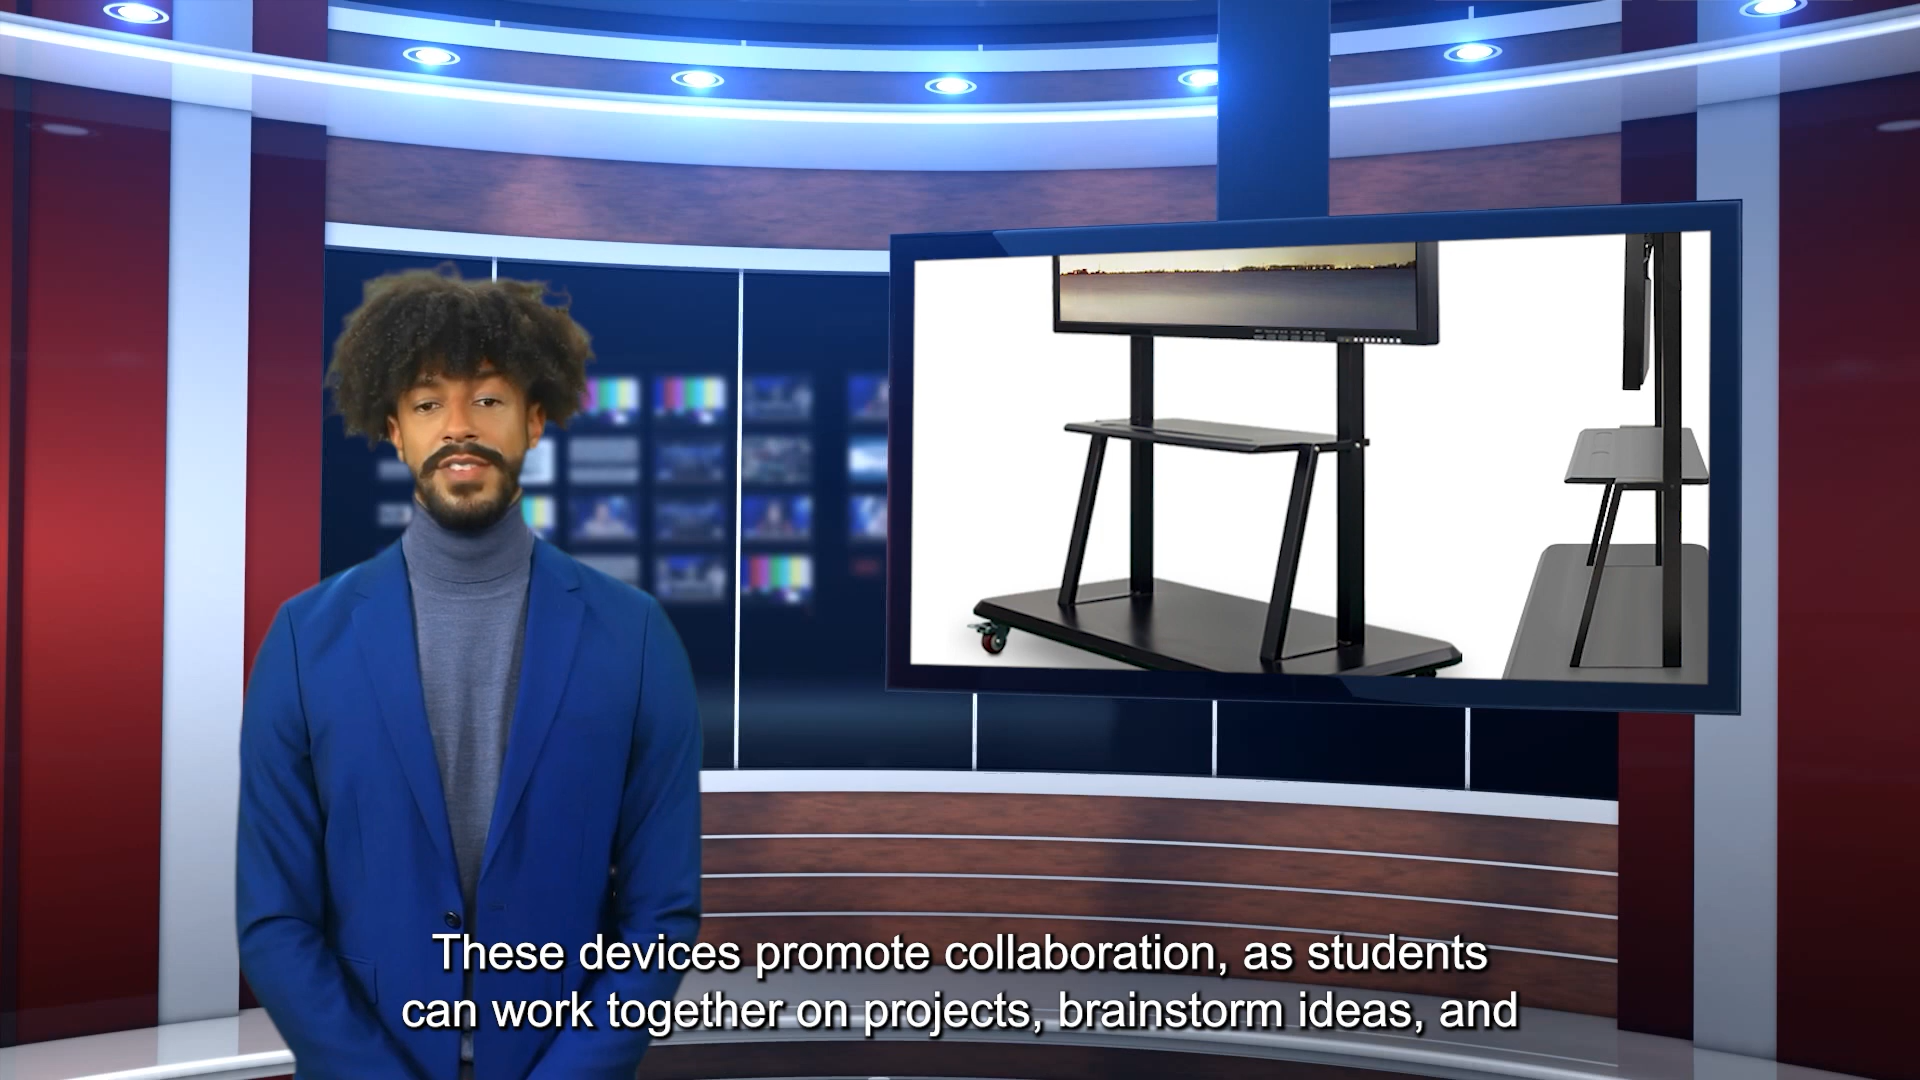 These devices promote collaboration, as students
can work together on projects, brainstorm ideas, and